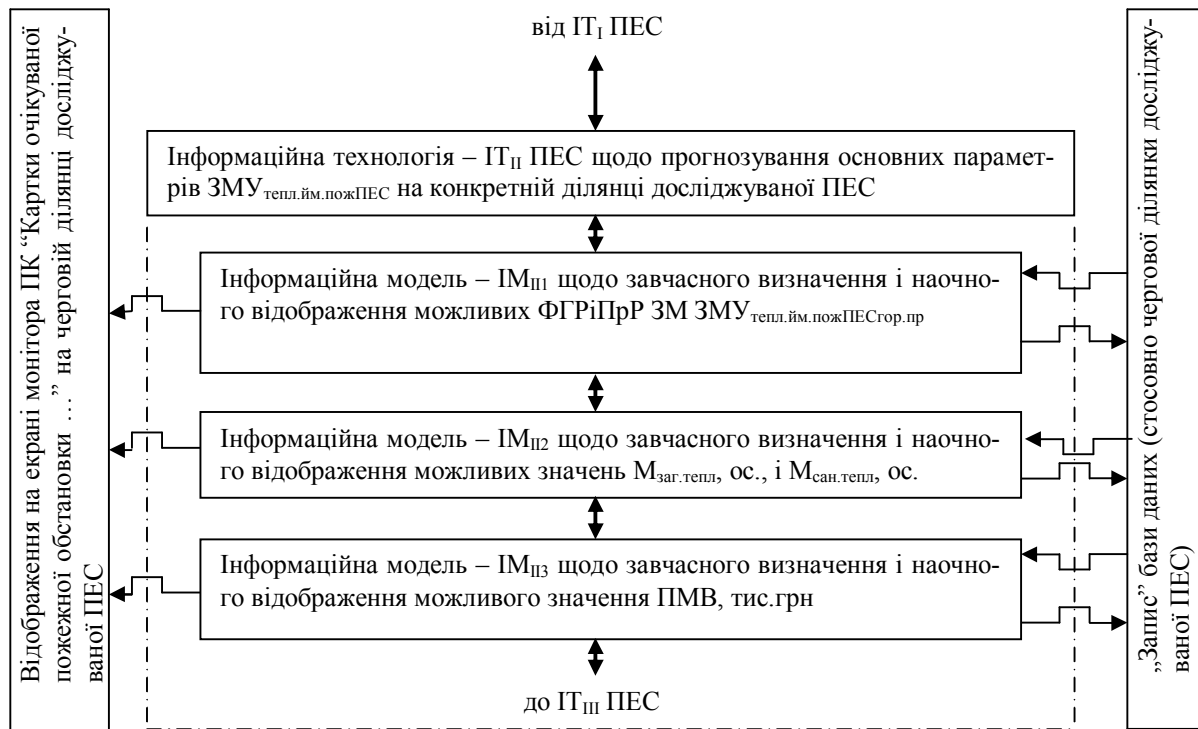 Відображення на екрані монітора ПК “Картки очікуваної
пожежної обстановки ...” на черговій ділянці досліджу-
ваної ПЕС
від ІТI ПЕС
Інформаційна технологія – ІТII ПЕС щодо прогнозування основних парамет-
рів ЗМУтепл.йм.пожПЕС на конкретній ділянці досліджуваної ПЕС
Інформаційна модель – ІМII1 щодо завчасного визначення і наочно-
го відображення можливих ФГРіПрР ЗМ ЗМУтепл.йм.пожПЕСгор.пр
Інформаційна модель – ІМII2 щодо завчасного визначення і наочно-
го відображення можливих значень Мзаг.тепл, ос., і Мсан.тепл, ос.
Інформаційна модель – ІМII3 щодо завчасного визначення і наочно-
го відображення можливого значення ПМВ, тис.грн
до ІТIII ПЕС
„Запис” бази даних (стосовно чергової ділянки досліджу-
ваної ПЕС)